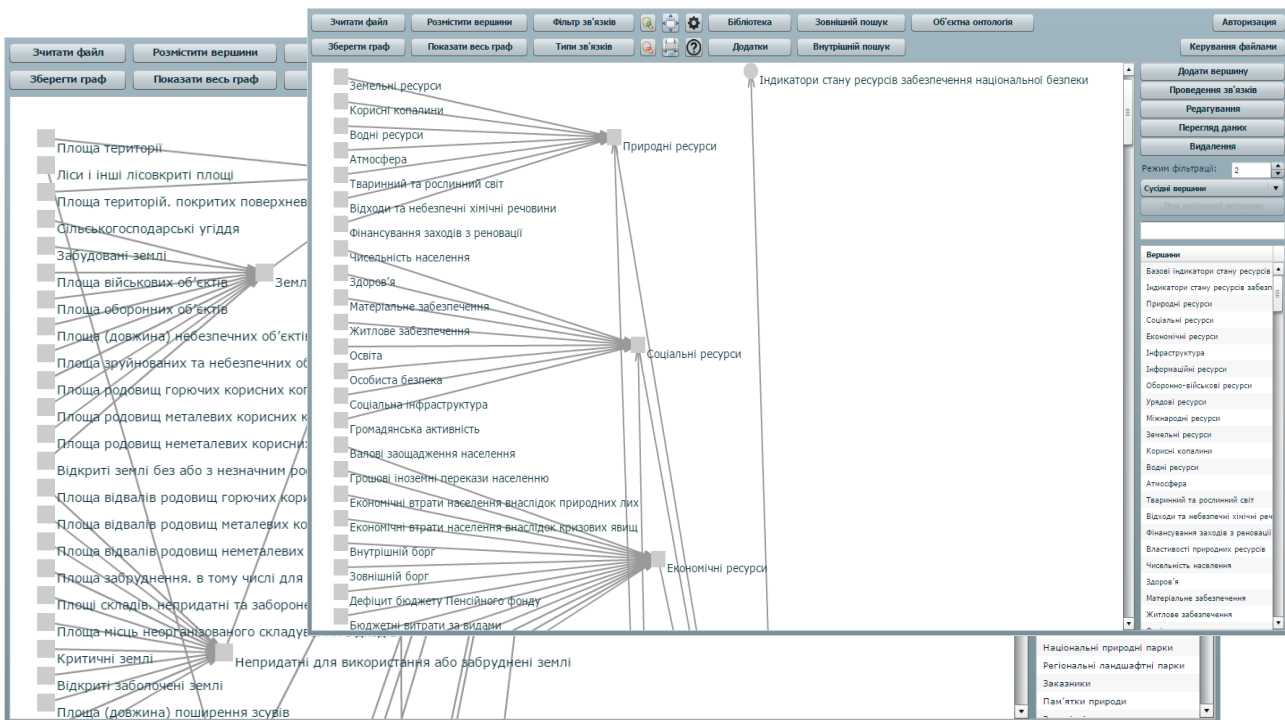 Зчитати файл
Розмістити вершини
Фільтр зв'язків
Бібліотека
Зовнішній пошук
Об'єктна онтологія
Авторизация
Зберегти граф
Показати весь граф
Типи зв'язків
Додатки
Внутрішній пошук
Керування файлами
Земельні ресурси
Корисні копалини
Водні ресурси
Атмосфера
Тваринний та рослинний світ
Відходи та небезпечні хімічні речовини
Фінансування заходів з реновації
Чисельність населення
Здоров'я
Матеріальне забезпечення
Житлове забезпечення
Освіта
Особиста безпека
Соціальна інфраструктура
Громадянська активність
Валові заощадження населення
Грошові іноземні перекази населенню
Економічні втрати населення внаслідок природних лих
Економічні втрати населення внаслідок кризових явищ
Внутрішній борг
Зовнішній борг
Дефіцит бюджету Пенсійного фонду
Бюджетні витрати за видами
Індикатори стану ресурсів забезпечення національної безпеки
Природні ресурси
Соціальні ресурси
Економічні ресурси
Додати вершину
Проведення зв'язків
Редагування
Перегляд даних
Видалення
Режим фільтрації: 2
Сусідні вершини
Вершини
Базові індикатори стану ресурсів
Індикатори стану ресурсів забезп
Природні ресурси
Соціальні ресурси
Економічні ресурси
Інфраструктура
Інформаційні ресурси
Оборонно-військові ресурси
Урядові ресурси
Міжнародні ресурси
Земельні ресурси
Корисні копалини
Водні ресурси
Атмосфера
Тваринний та рослинний світ
Відходи та небезпечні хімічні реч
Фінансування заходів з реновації
Властивості природних ресурсів
Чисельність населення
Здоров'я
Матеріальне забезпечення
Житлове забезпечення
Зчитати файл
Розмістити вершини
Зберегти граф
Показати весь граф
Площа території
Ліси і інші лісовкриті площі
Площа територій. покритих поверхнев
Сільськогосподарські угіддя
Забудовані землі
Площа військових об'єктів
Земл
Площа оборонних об'єктів
Площа (довжина) небезпечних об'єкті
Площа зруйнованих та небезпечних об
Площа родовищ горючих корисних коп
Площа родовищ металевих корисних к
Площа родовищ неметалевих корисних
Відкриті землі без або з незначним ро
Площа відвалів родовищ горючих кори
Площа відвалів родовищ металевих ко
Площа відвалів родовищ неметалевих
Площа забруднення. в тому числі для
Площі складів. непридатні та забороне
Площа місць неорганізованого складув
Критичні землі
Непридатні для використання або забруднені землі
Відкриті заболочені землі
Площа (довжина) поширення зсувів
Національні природні парки
Регіональні ландшафтні парки
Заказники
Пам'ятки природи